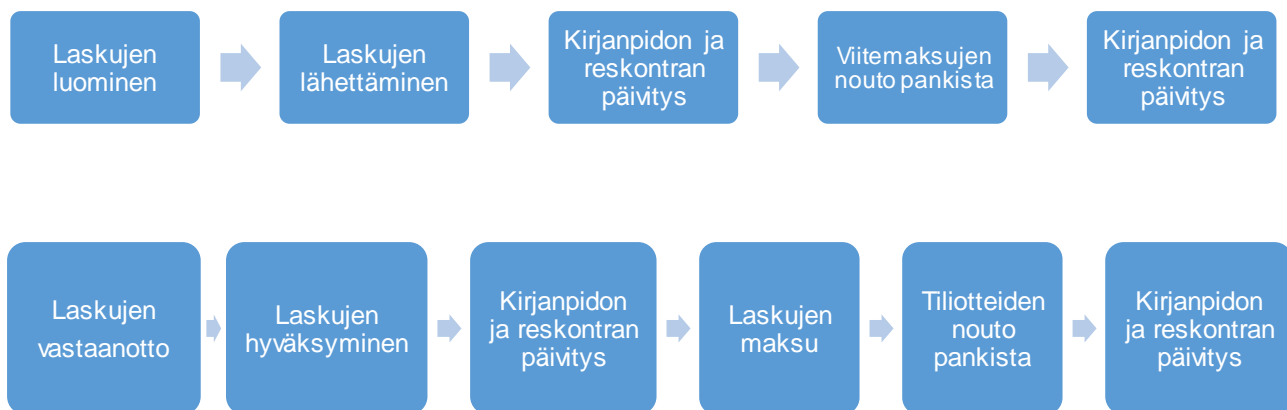 Laskujen
luominen
Laskujen
lähettäminen
Kirjanpidon ja
reskontran
päivitys
Viitemaksujen
nouto pankista
Kirjanpidon ja
reskontran
päivitys
Laskujen
vastaanotto
Laskujen
hyväksyminen
Kirjanpidon
ja reskontran
päivitys
Laskujen
maksu
Tiliotteiden
nouto
pankista
Kirjanpidon
ja reskontran
päivitys